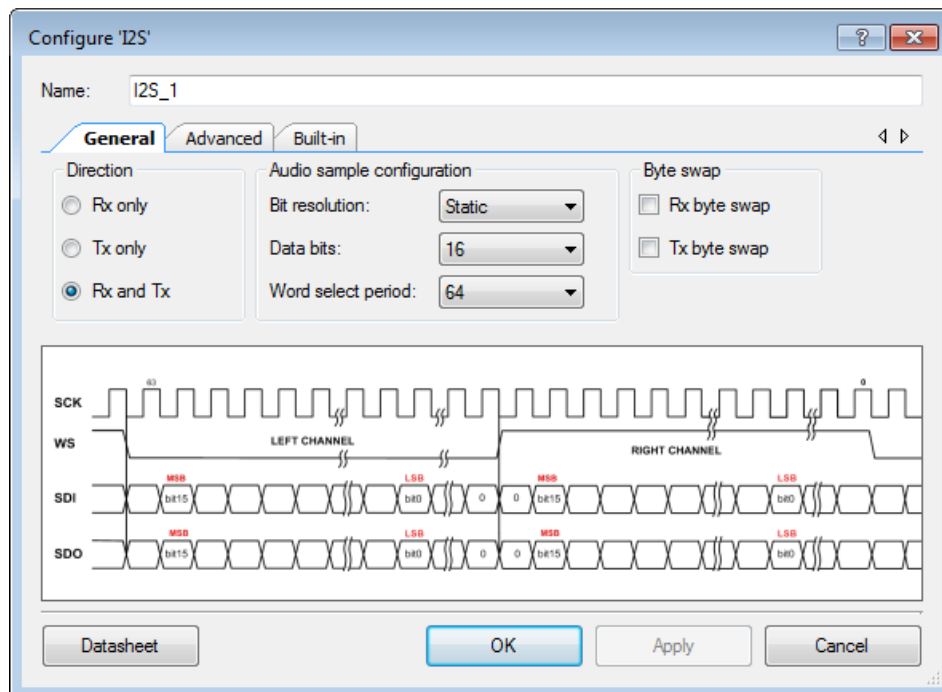 Configure 'I2S'
?
Name: I2S_1
General Advanced Built-in
Direction Audio sample configuration Byte swap
Rx only Bit resolution: Static Rx byte swap
Tx only Data bits: 16 Tx byte swap
Rx and Tx Word select period: 64
63 0
SCK
WS LEFT CHANNEL RIGHT CHANNEL
MSB LSB MSB LSB
SDI bit15 bit0 0 0 bit15 bit0
MSB LSB MSB LSB
SDO bit15 bit0 0 0 bit15 bit0
Datasheet OK Apply Cancel